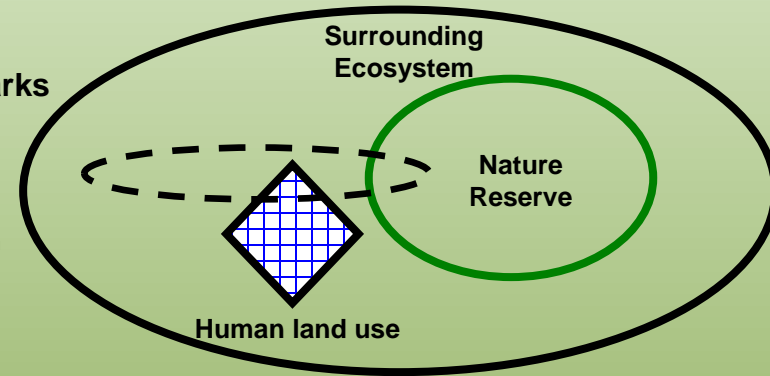 Surrounding
Ecosystem
Nature
Reserve
Human land use